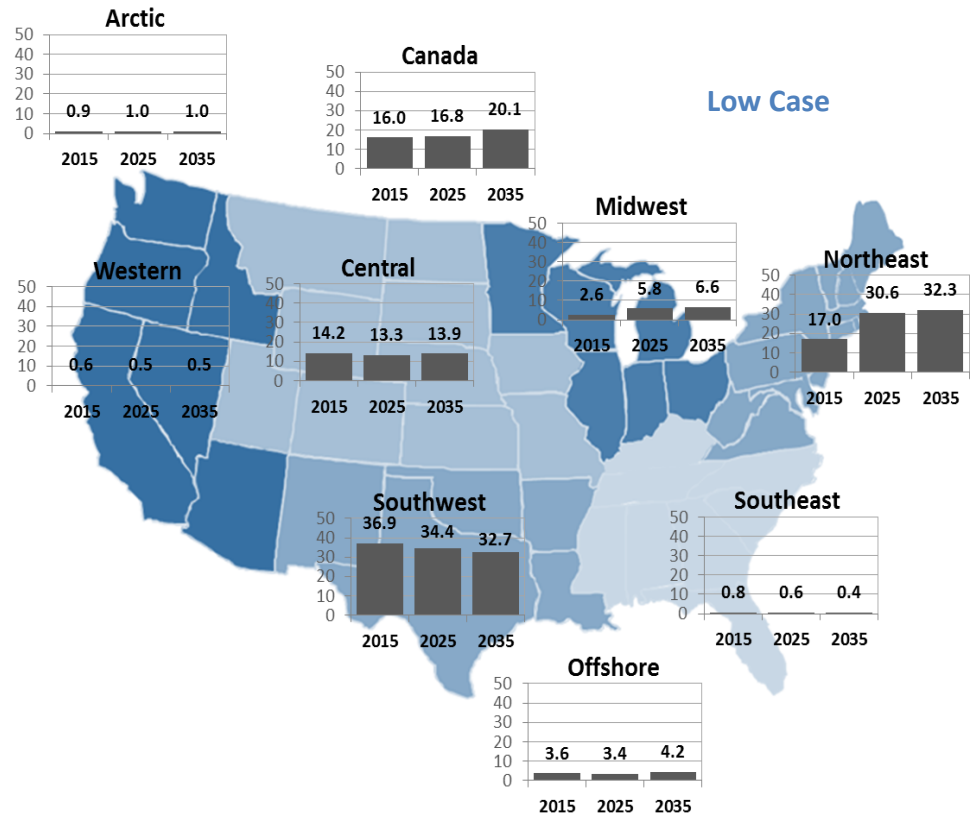 Arctic
50
40
30
20
10
0
0.9 1.0 1.0
2015 2025 2035
Canada
50
40
30
20
10
0
16.0 16.8 20.1
2015 2025 2035
Low Case
Midwest
50
40
30
20
10
0
2.6 5.8 6.6
2015 2025 2035
Northeast
50
40
30
20
10
0
17.0 30.6 32.3
2015 2025 2035
Western
50
40
30
20
10
0
0.6 0.5 0.5
2015 2025 2035
Central
50
40
30
20
10
0
14.2 13.3 13.9
2015 2025 2035
Southwest
50
40
30
20
10
0
36.9 34.4 32.7
2015 2025 2035
Southeast
50
40
30
20
10
0
0.8 0.6 0.4
2015 2025 2035
Offshore
50
40
30
20
10
0
3.6 3.4 4.2
2015 2025 2035